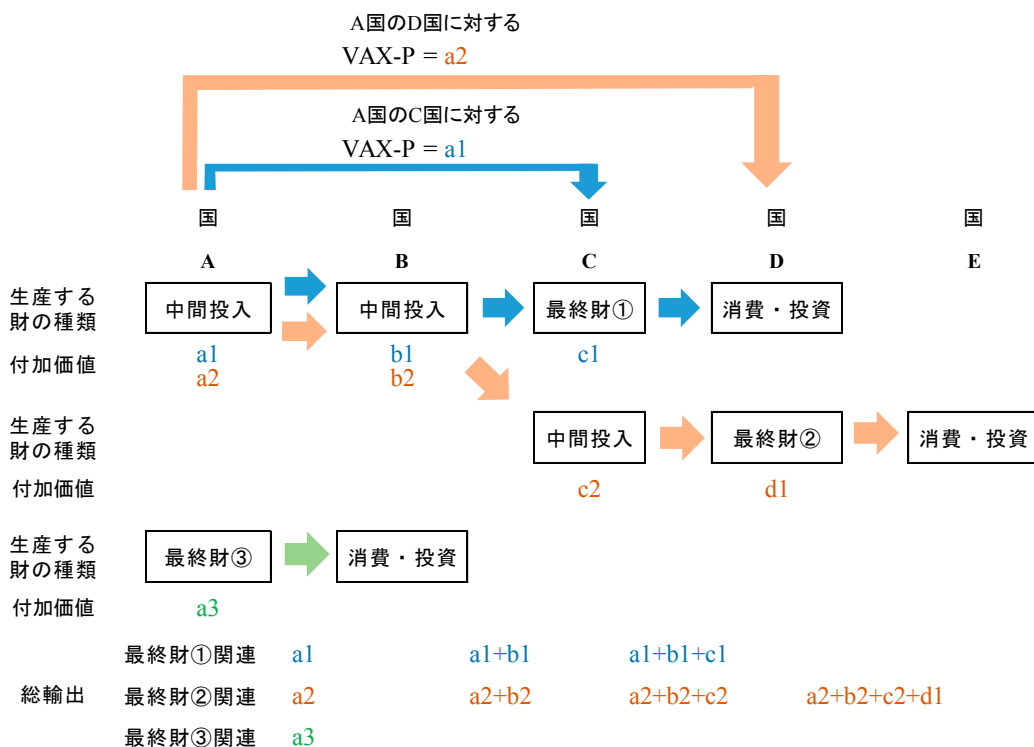 A国のD国に対する
VAX-P = a2
A国のC国に対する
VAX-P = a1
国 国 国 国 国
A B C D E
生産する
財の種類
中間投入 中間投入 最終財① 消費・投資
付加価値
a1 b1 c1
a2 b2
生産する
財の種類
中間投入 最終財② 消費・投資
付加価値 c2 d1
生産する
財の種類
最終財③ 消費・投資
付加価値 a3
最終財①関連 a1 a1+b1 a1+b1+c1
総輸出 最終財②関連 a2 a2+b2 a2+b2+c2 a2+b2+c2+d1
最終財③関連 a3